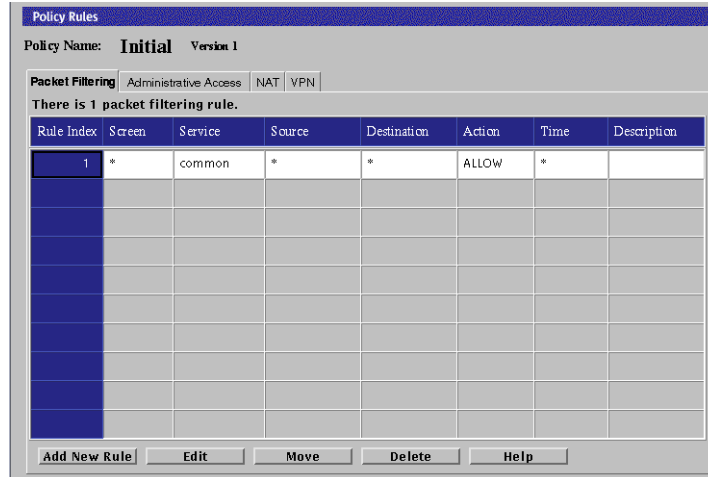 Policy Rules
Policy Name: Initial Version 1
Packet Filtering Administrative Access NAT VPN
There is 1 packet filtering rule.
Rule Index Screen Service Source Destination Action Time Description
1 * common * * ALLOW *
Add New Rule Edit Move Delete Help